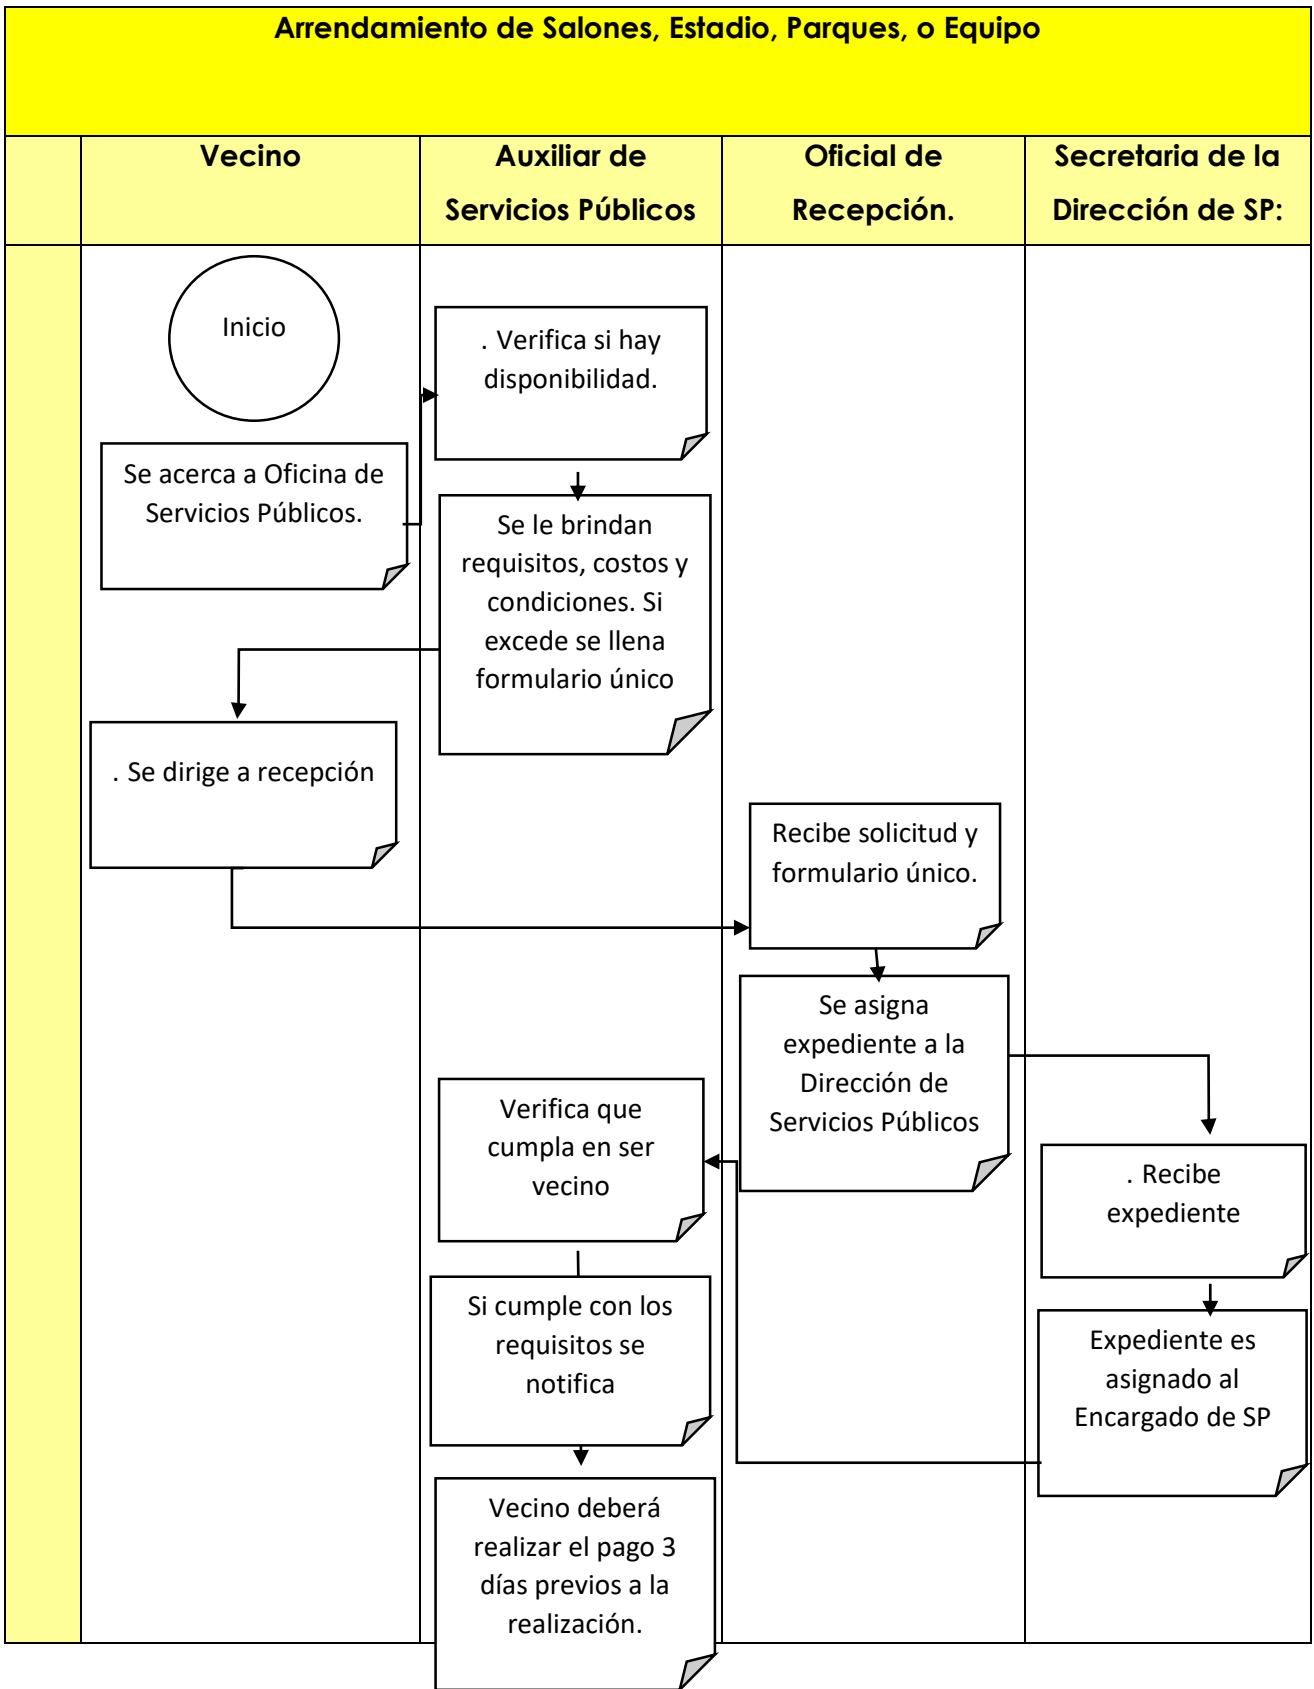 Arrendamiento de Salones, Estadio, Parques, o Equipo
Vecino
Auxiliar de
Servicios Públicos
Oficial de
Recepción.
Secretaria de la
Dirección de SP:
Inicio
Se acerca a Oficina de
Servicios Públicos.
. Verifica si hay
disponibilidad.
Se le brindan
requisitos, costos y
condiciones. Si
excede se llena
formulario único
. Se dirige a recepción
Recibe solicitud y
formulario único.
Se asigna
expediente a la
Dirección de
Servicios Públicos
. Recibe
expediente
Expediente es
asignado al
Encargado de SP
Verifica que
cumpla en ser
vecino
Si cumple con los
requisitos se
notifica
Vecino deberá
realizar el pago 3
días previos a la
realización.